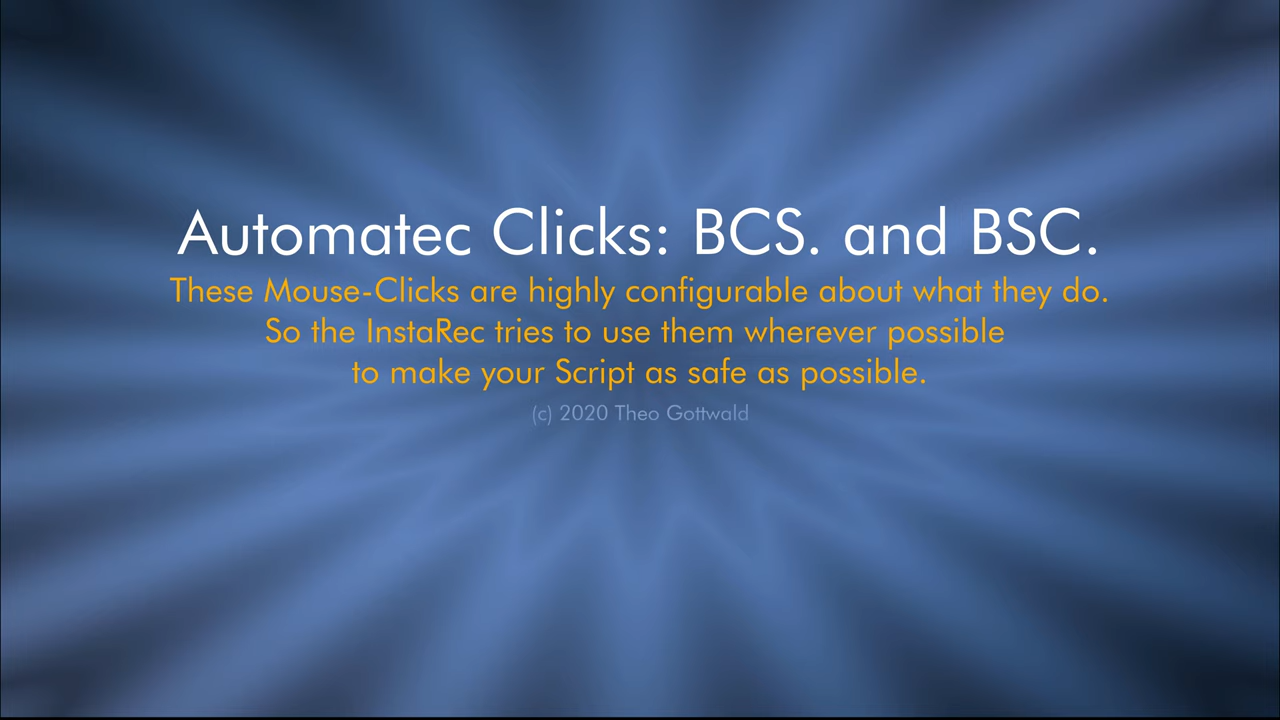 Automatec Clicks: BCS. and BSC.
These Mouse-Clicks are highly configurable about what they do.
So the InstaRec tries to use them wherever possible
to make your Script as safe as possible.
(c) 2020 Theo Gottwald